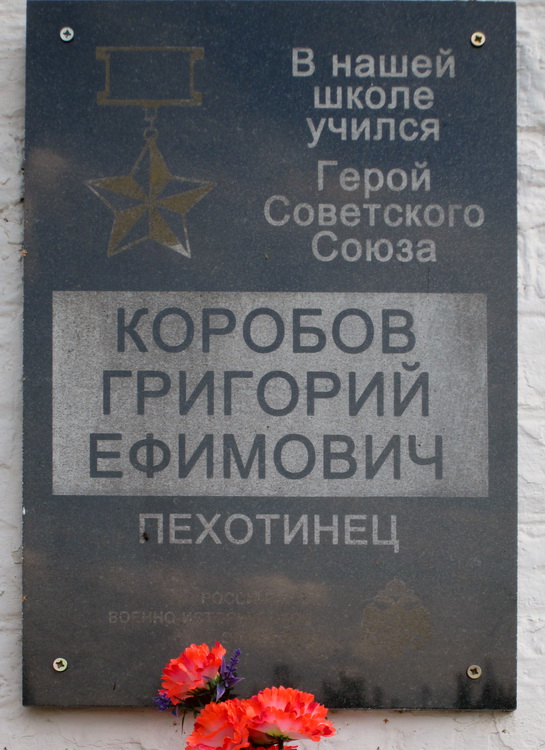 В нашей
школе
учился
Герой
Советского
Союза
КОРОБОВ
ГРИГОРИЙ
ЕФИМОВИЧ
ПЕХОТИНЕЦ